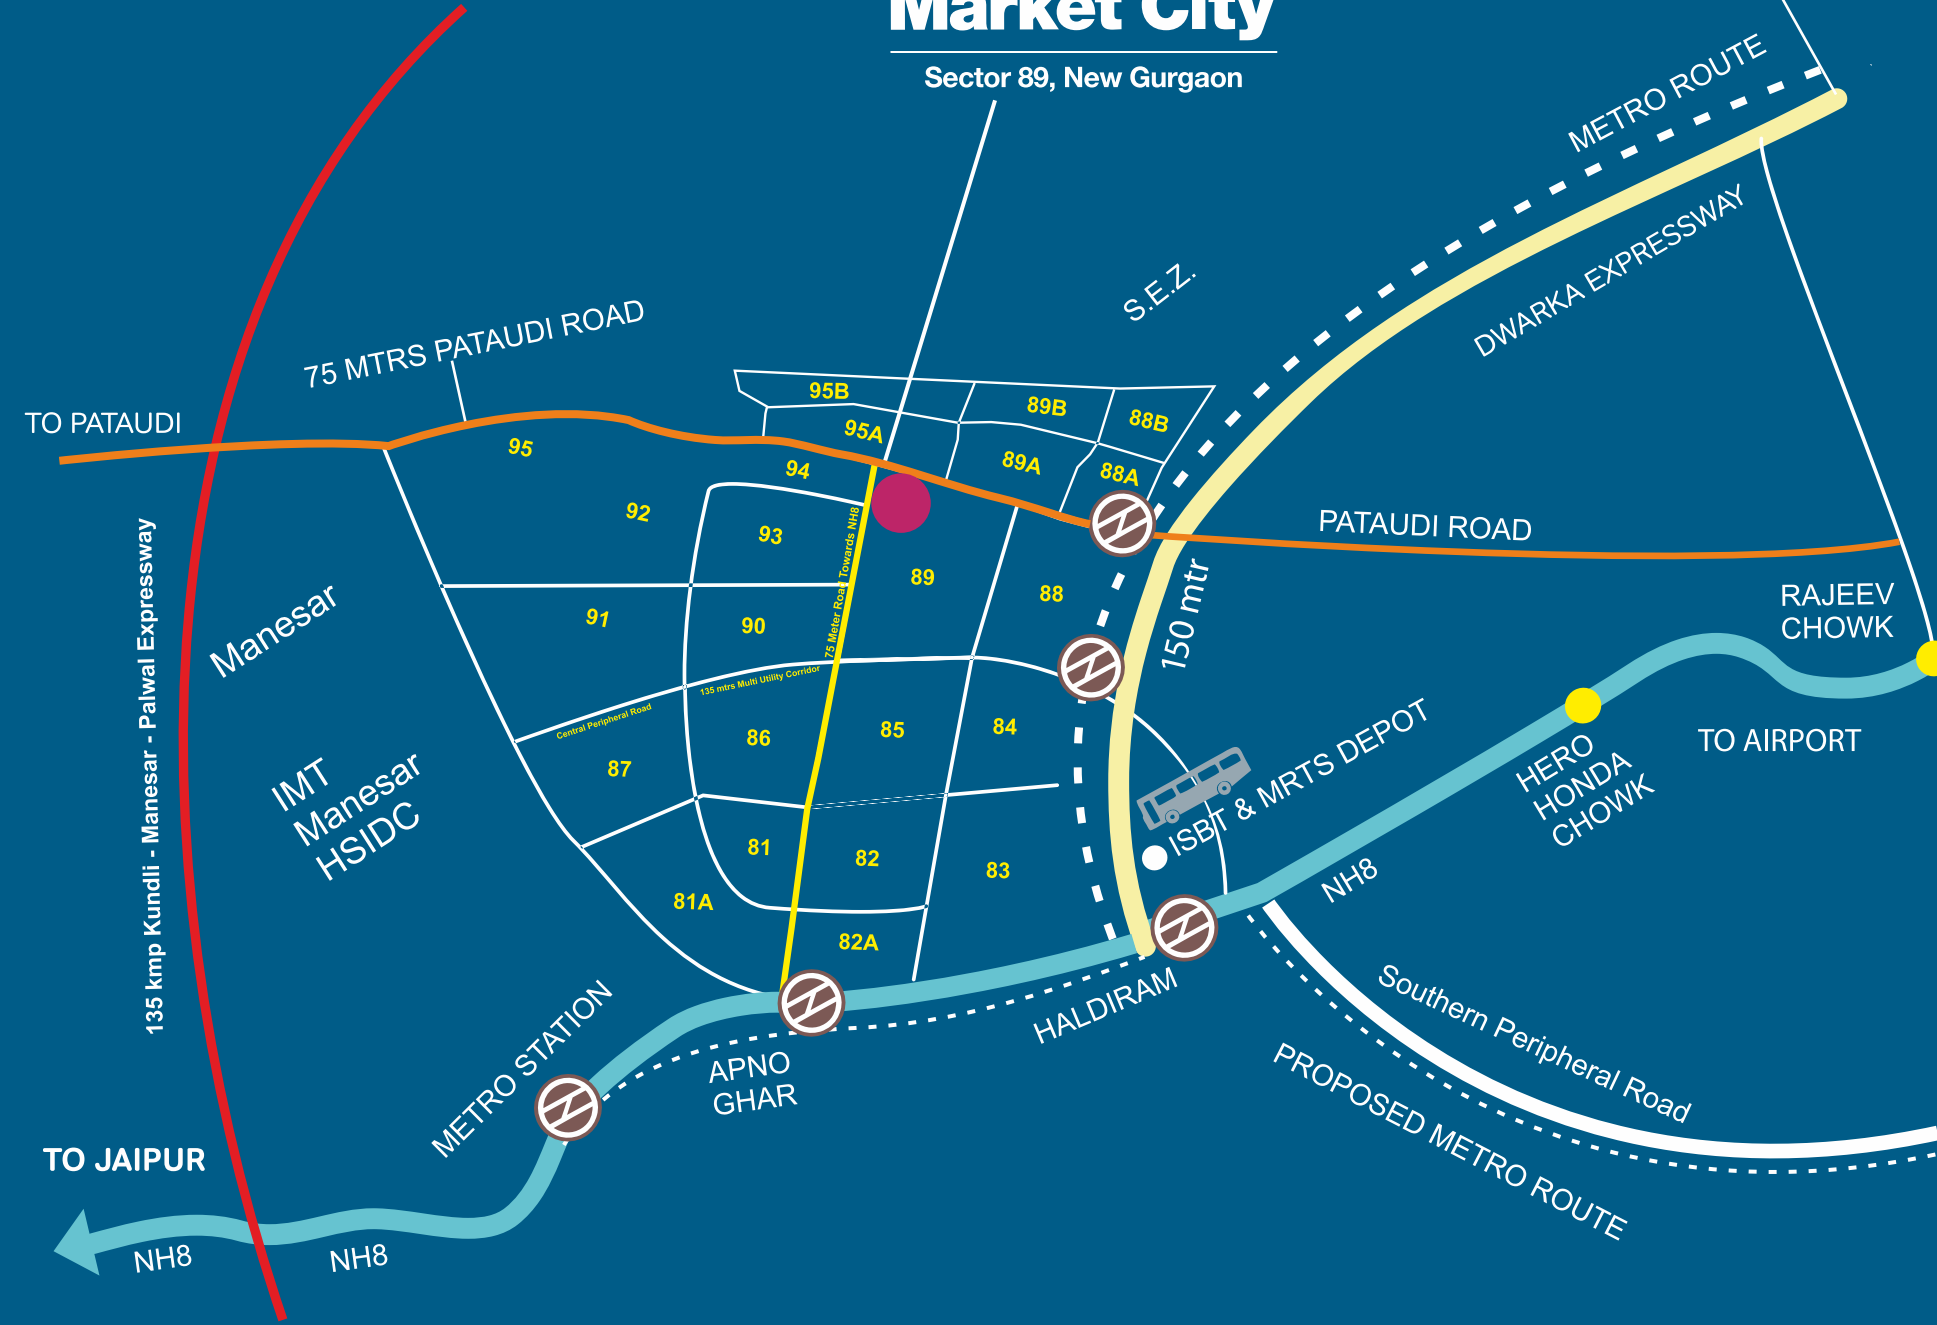 Market City
Sector 89, New Gurgaon
METRO ROUTE
DWARKA EXPRESSWAY
S.E.Z.
75 MTRS PATAUDI ROAD
TO PATAUDI
95B
89B
88B
95A
95
94
89A
88A
92
93
PATAUDI ROAD
75 Meter Road Towards NH8
89
88
150 mtr
RAJEEV
CHOWK
135 kmp Kundli - Manesar - Palwal Expressway
Manesar
91
90
135 mtrs Multi Utility Corridor
Central Peripheral Road
86
85
84
87
TO AIRPORT
HERO
HONDA
CHOWK
IMT
Manesar
HSIDC
ISBT & MRTS DEPOT
81
82
83
81A
82A
NH8
HALDIRAM
Southern Peripheral Road
PROPOSED METRO ROUTE
METRO STATION
APNO
GHAR
TO JAIPUR
NH8
NH8